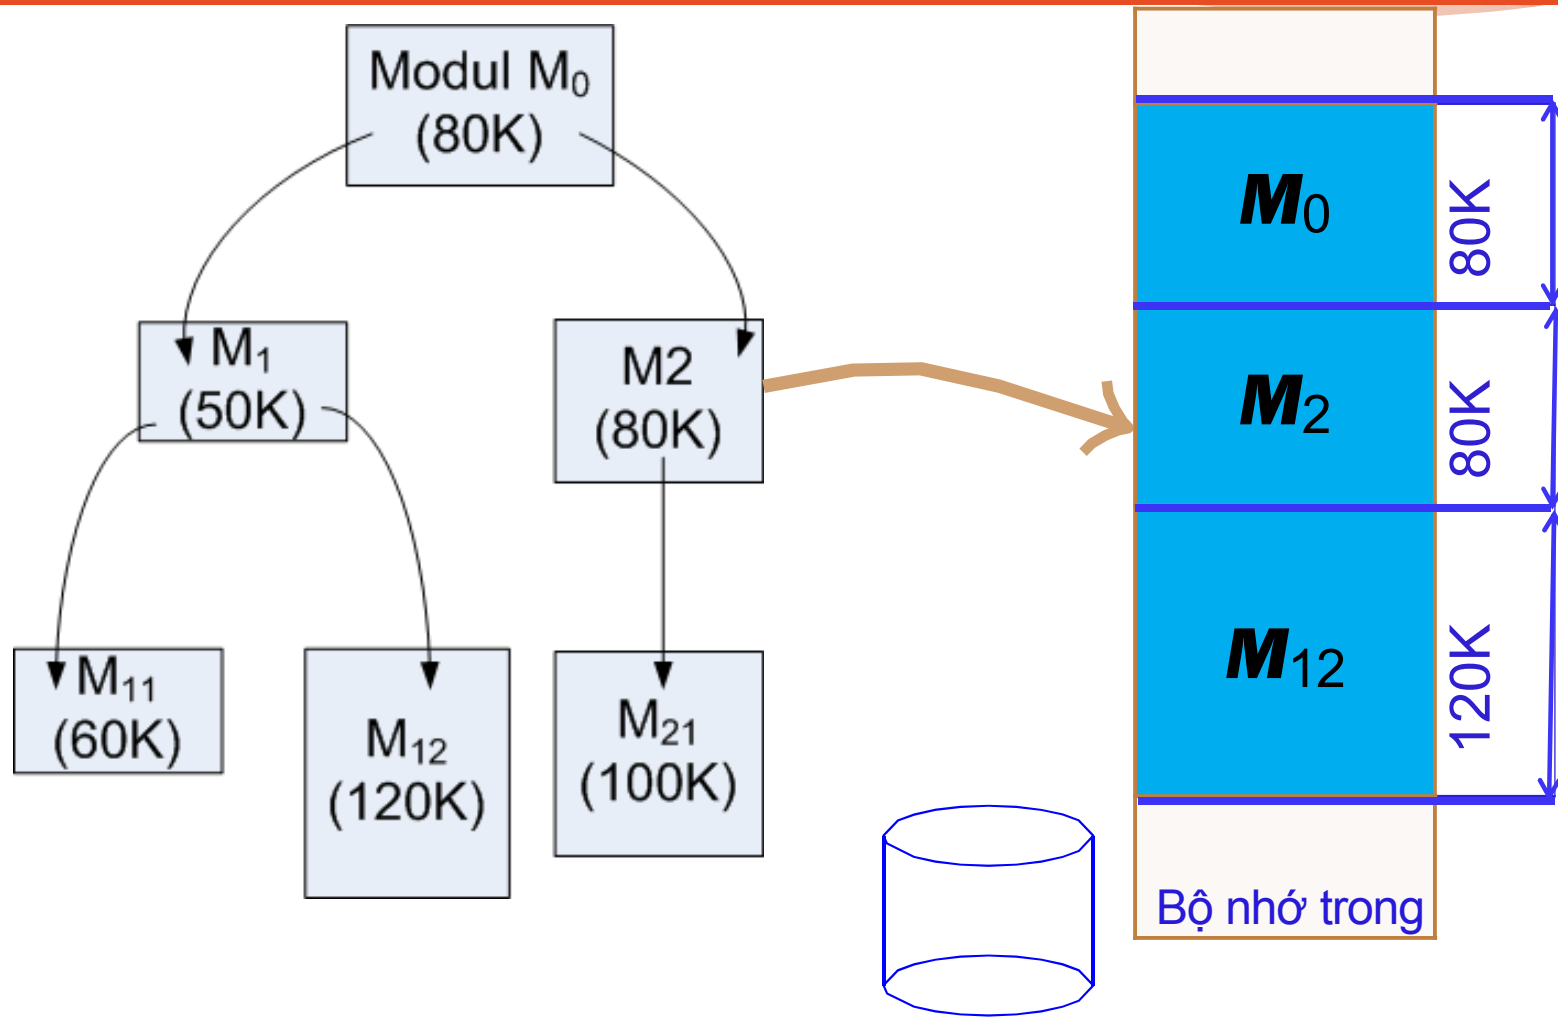 Modul M₀
(80K)
M₁
(50K)
M2
(80K)
M₁₁
(60K)
M₁₂
(120K)
M₂₁
(100K)
M₀
80K
M₂
80K
M₁₂
120K
Bộ nhớ trong